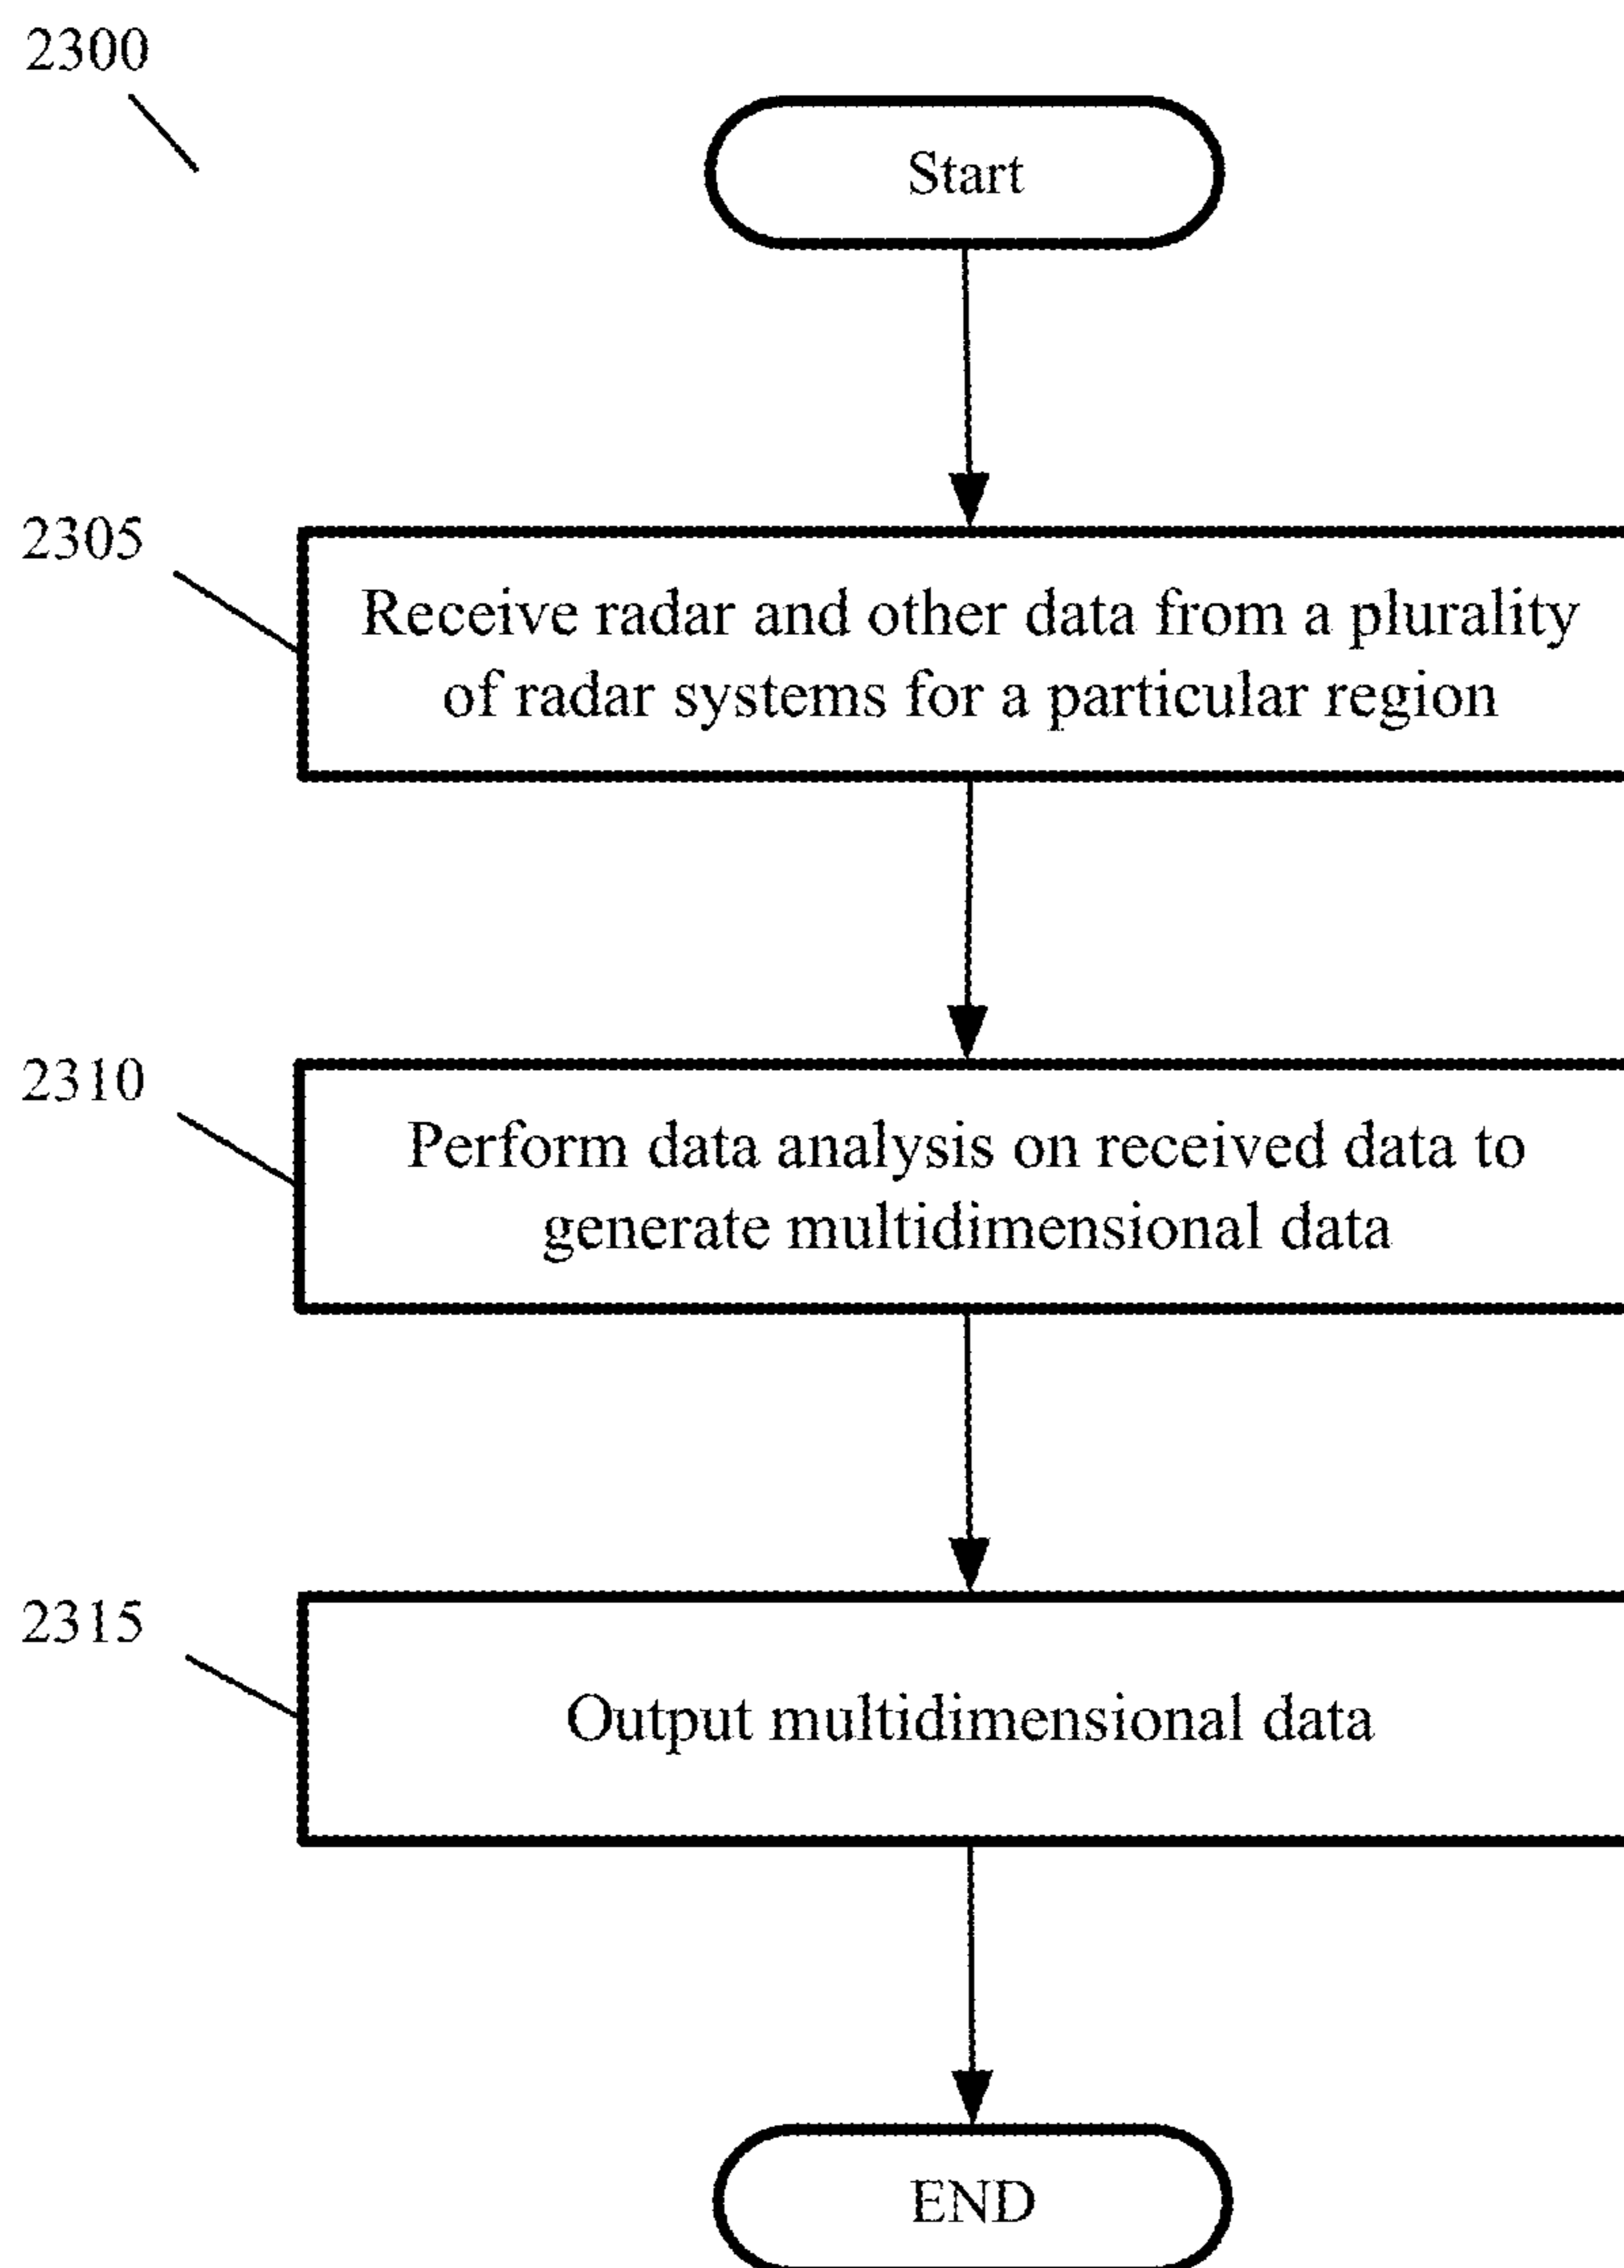 2300
Start
2305
Receive radar and other data from a plurality
of radar systems for a particular region
2310
Perform data analysis on received data to
generate multidimensional data
2315
Output multidimensional data
END